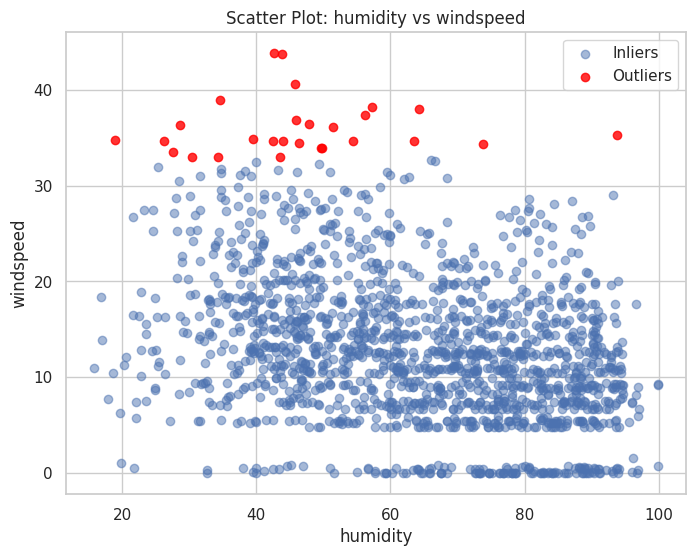 Scatter Plot: humidity vs windspeed
Inliers
Outliers
40
30
20
10
0
windspeed
20 40 60 80 100
humidity